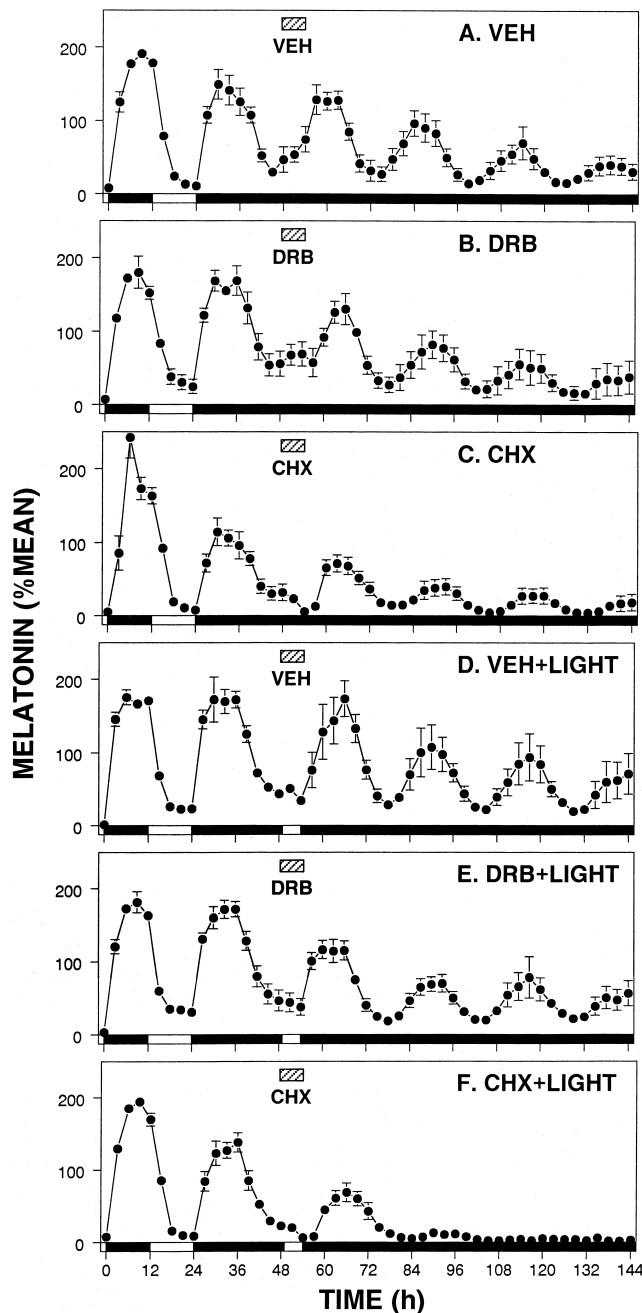 MELATONIN (%MEAN)
200
100
0
VEH
A. VEH
200
100
0
DRB
B. DRB
200
100
0
CHX
C. CHX
200
100
0
VEH
D. VEH+LIGHT
200
100
0
DRB
E. DRB+LIGHT
200
100
0
CHX
F. CHX+LIGHT
0 12 24 36 48 60 72 84 96 108 120 132 144
TIME (h)